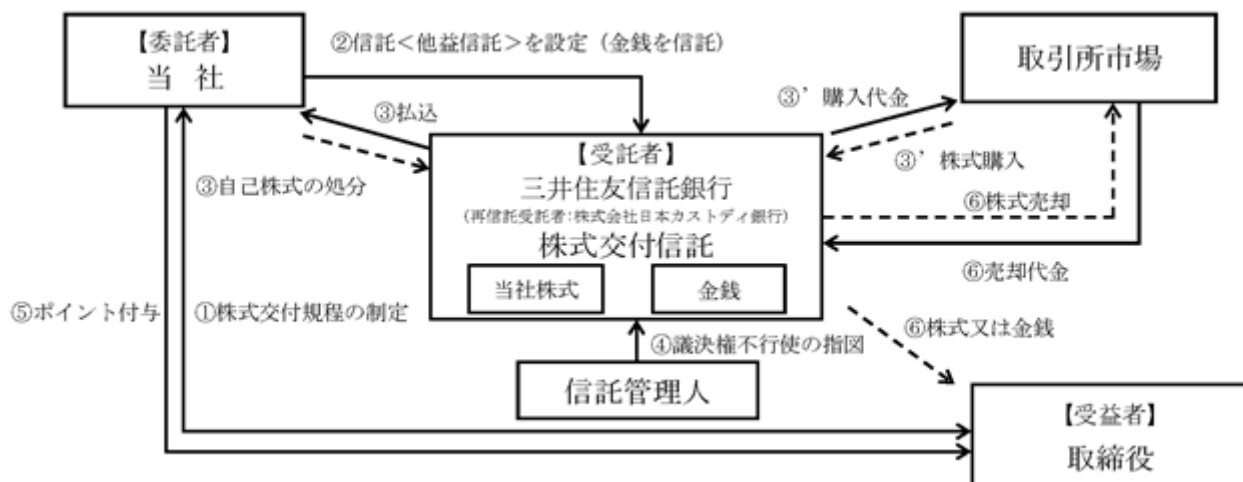 【委託者】
当 社
②信託<他益信託>を設定（金銭を信託）
取引所市場
③払込
③’購入代金
③自己株式の処分
【受託者】
三井住友信託銀行
(再信託受託者:株式会社日本カストディ銀行)
株式交付信託
当社株式
金銭
③’株式購入
⑥株式売却
⑥売却代金
⑤ポイント付与
①株式交付規程の制定
④議決権不行使の指図
⑥株式又は金銭
信託管理人
【受益者】
取締役